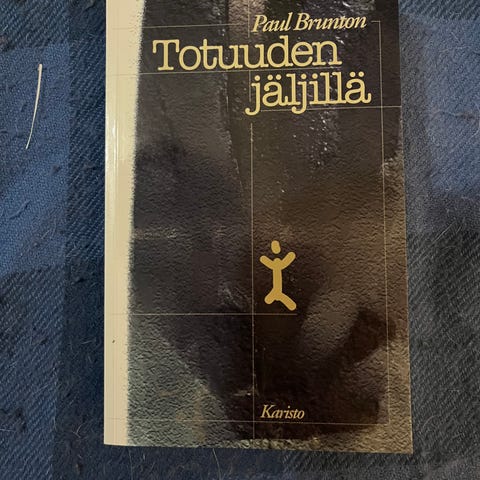 Paul Brunton
Totuuden
jäljillä
Karisto